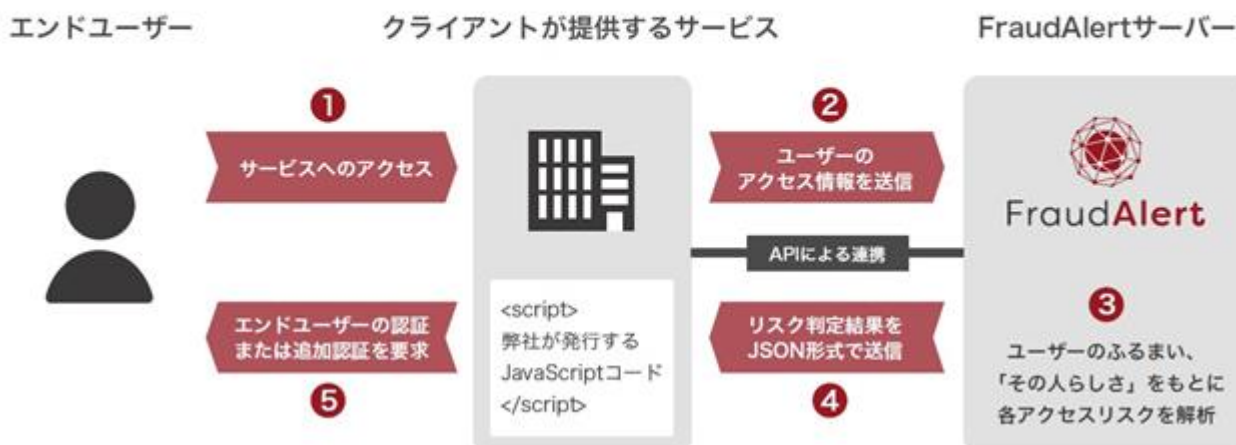 エンドユーザー
クライアントが提供するサービス
FraudAlertサーバー
1
サービスへのアクセス
2
ユーザーの
アクセス情報を送信
FraudAlert
APIによる連携
3
ユーザーのふるまい、
「その人らしさ」をもとに
各アクセスリスクを解析
リスク判定結果を
JSON形式で送信
4
<script>
弊社が発行する
JavaScriptコード
</script>
エンドユーザーの認証
または追加認証を要求
5